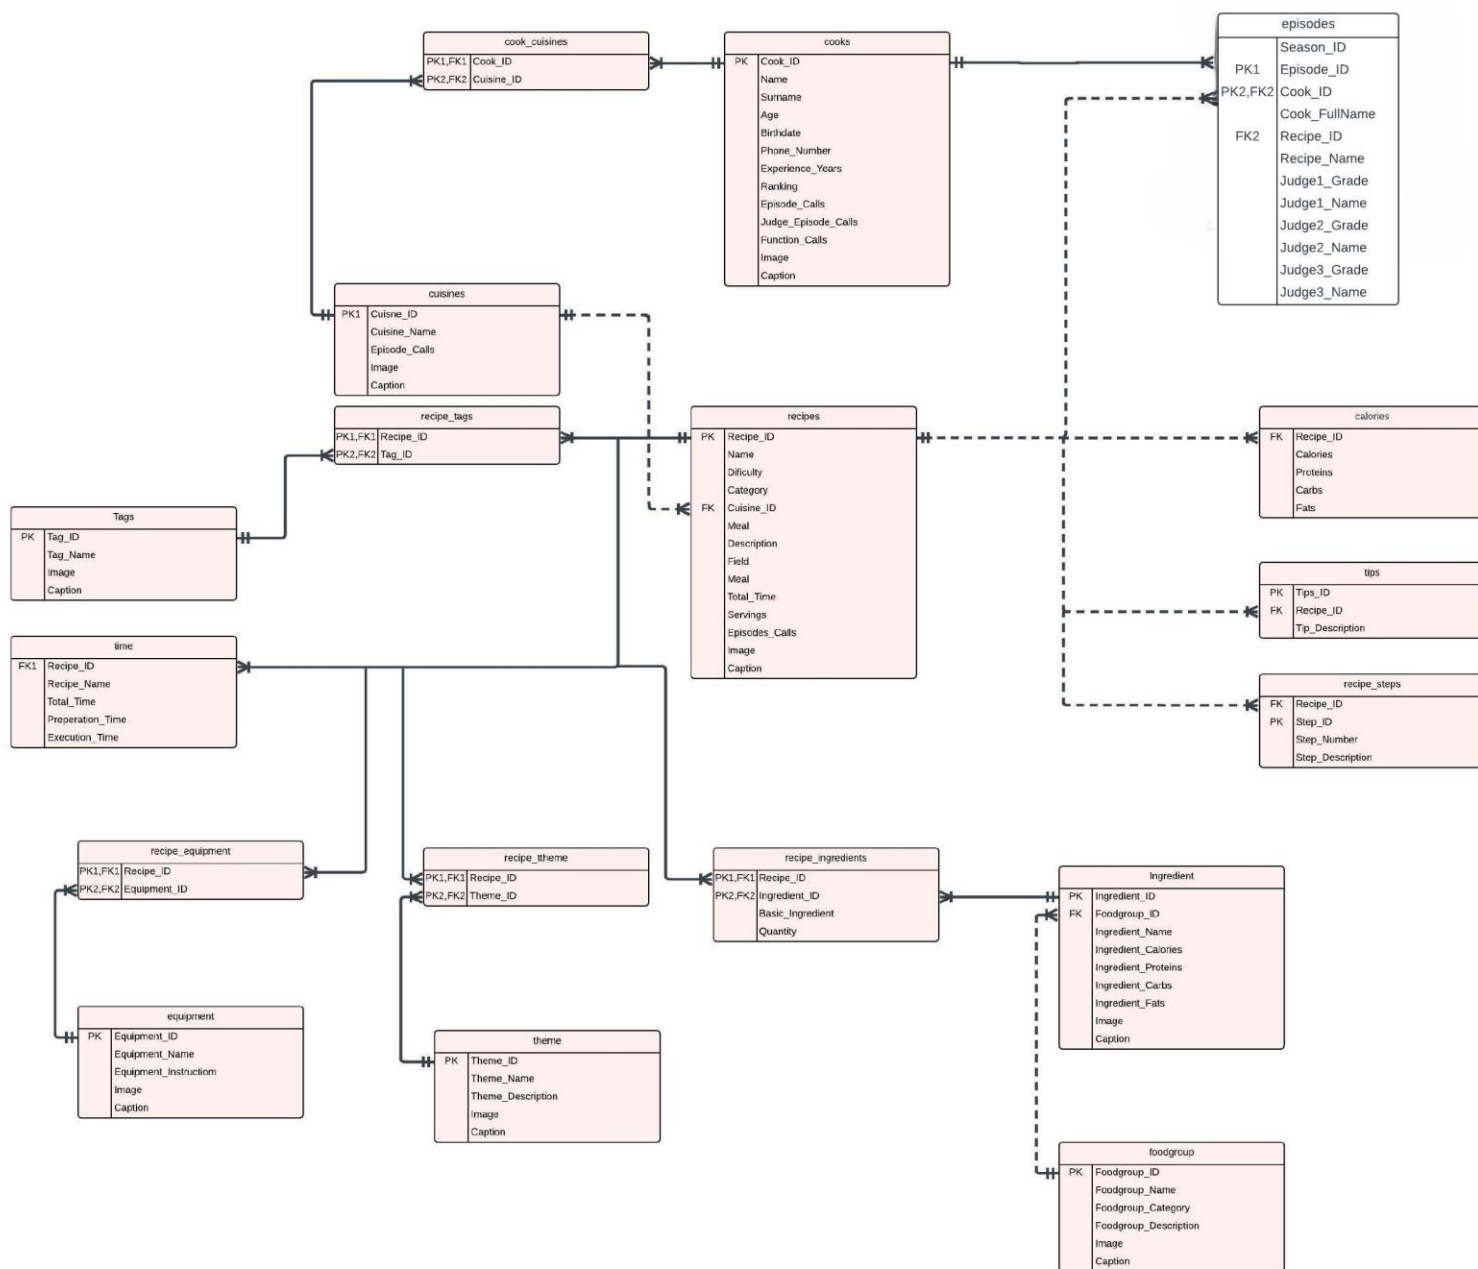 cook_cuisines
PK1,FK1 Cook_ID
PK2,FK2 Cuisine_ID
cooks
PK Cook_ID
Name
Surname
Age
Birthdate
Phone_Number
Experience_Years
Ranking
Episode_Calls
Judge_Episode_Calls
Function_Calls
Image
Caption
episodes
Season_ID
PK1 Episode_ID
PK2,FK2 Cook_ID
Cook_FullName
FK2 Recipe_ID
Recipe_Name
Judge1_Grade
Judge1_Name
Judge2_Grade
Judge2_Name
Judge3_Grade
Judge3_Name
cuisines
PK1 Cuisne_ID
Cuisine_Name
Episode_Calls
Image
Caption
recipe_tags
PK1,FK1 Recipe_ID
PK2,FK2 Tag_ID
recipes
PK Recipe_ID
Name
Dificulty
Category
FK Cuisine_ID
Meal
Description
Field
Meal
Total_Time
Servings
Episodes_Calls
Image
Caption
calories
FK Recipe_ID
Calories
Proteins
Carbs
Fats
Tags
PK Tag_ID
Tag_Name
Image
Caption
tips
PK Tips_ID
FK Recipe_ID
Tip_Description
time
FK1 Recipe_ID
Recipe_Name
Total_Time
Preperation_Time
Execution_Time
recipe_steps
FK Recipe_ID
PK Step_ID
Step_Number
Step_Description
recipe_equipment
PK1,FK1 Recipe_ID
PK2,FK2 Equipment_ID
recipe_ttheme
PK1,FK1 Recipe_ID
PK2,FK2 Theme_ID
recipe_ingredients
PK1,FK1 Recipe_ID
PK2,FK2 Ingredient_ID
Basic_Ingredient
Quantity
Ingredient
PK Ingredient_ID
FK Foodgroup_ID
Ingredient_Name
Ingredient_Calories
Ingredient_Proteins
Ingredient_Carbs
Ingredient_Fats
Image
Caption
equipment
PK Equipment_ID
Equipment_Name
Equipment_Instructiom
Image
Caption
theme
PK Theme_ID
Theme_Name
Theme_Description
Image
Caption
foodgroup
PK Foodgroup_ID
Foodgroup_Name
Foodgroup_Category
Foodgroup_Description
Image
Caption